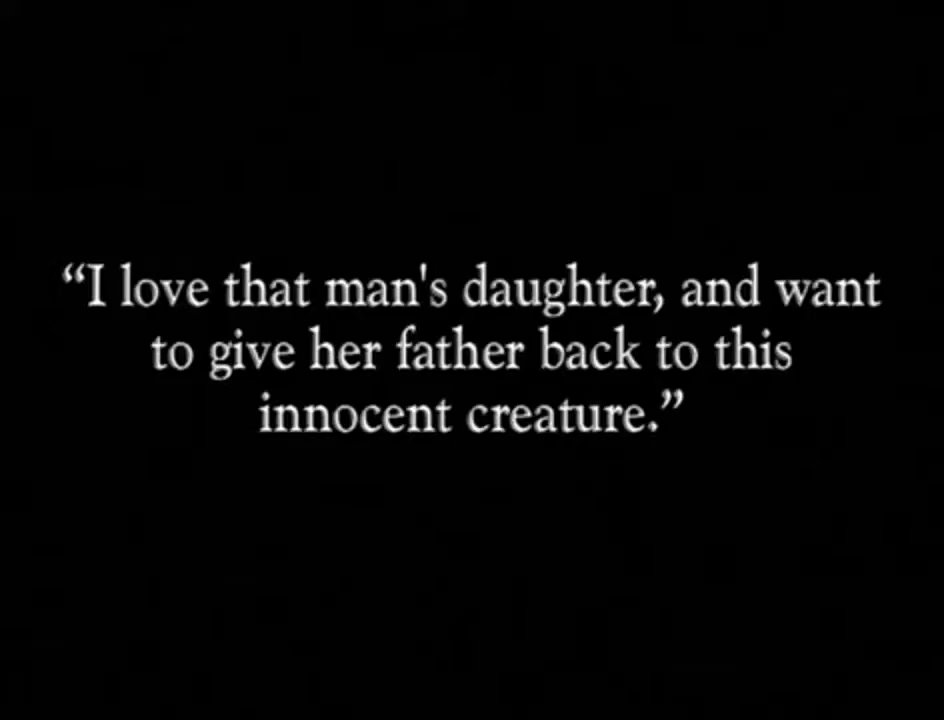 “I love that man's daughter, and want
to give her father back to this
innocent creature.”